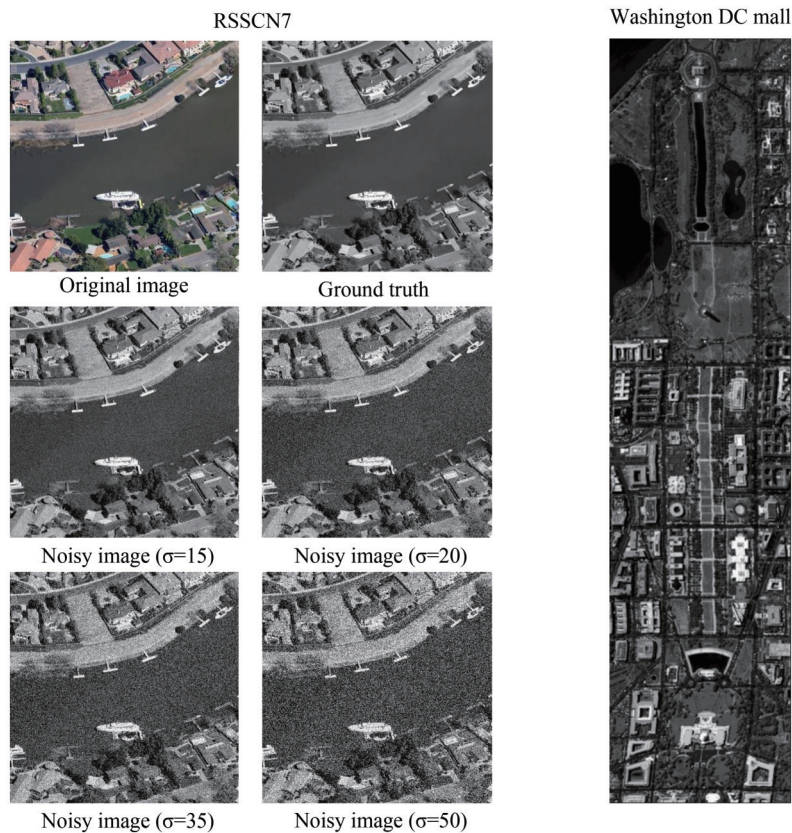 RSSCN7
Washington DC mall
Original image
Ground truth
Noisy image (σ=15)
Noisy image (σ=20)
Noisy image (σ=35)
Noisy image (σ=50)